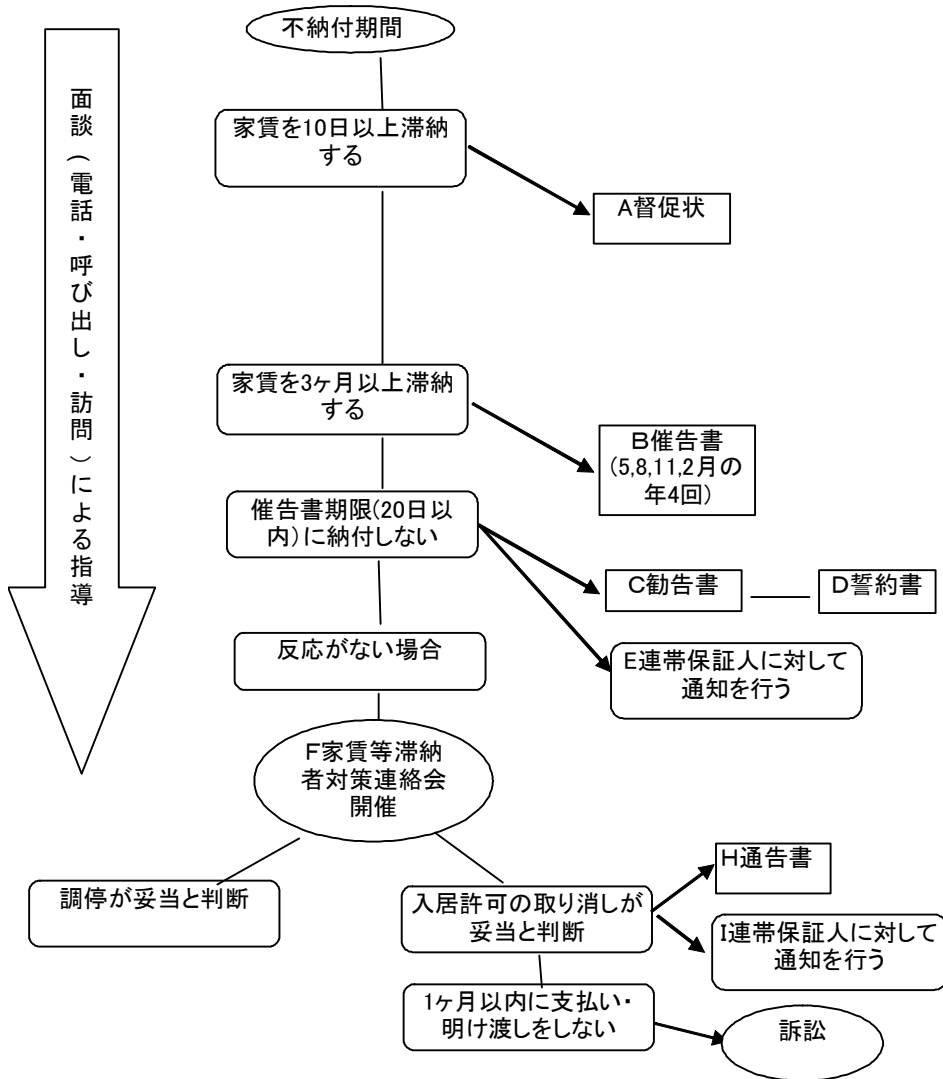 不納付期間
面談(電話・呼び出し・訪問)による指導
家賃を10日以上滞納
する
A督促状
家賃を3ヶ月以上滞納
する
B催告書
(5,8,11,2月の
年4回)
催告書期限(20日以
内)に納付しない
C勧告書
D誓約書
反応がない場合
E連帯保証人に対して
通知を行う
F家賃等滞納
者対策連絡会
開催
H通告書
調停が妥当と判断
入居許可の取り消しが
妥当と判断
I連帯保証人に対して
通知を行う
1ヶ月以内に支払い・
明け渡しをしない
訴訟